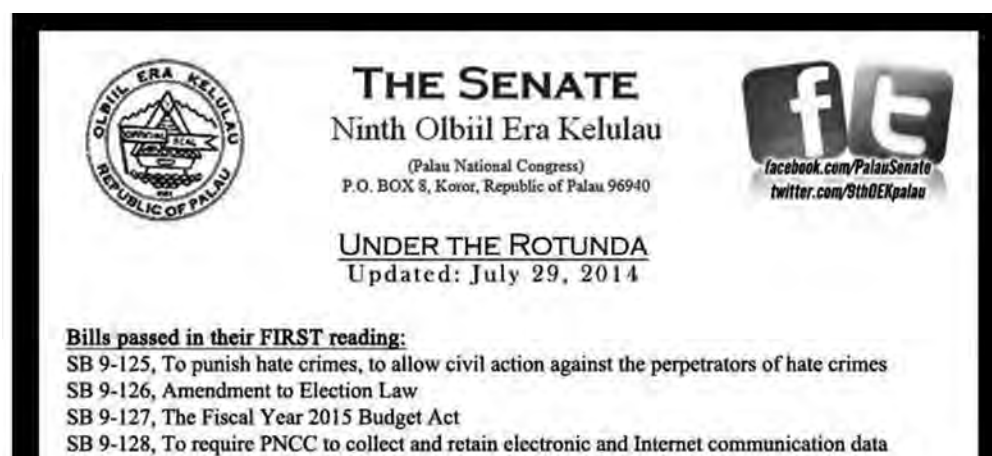 OLBIIL ERA KELULAU
OFFICIAL SEAL
REPUBLIC OF PALAU
THE SENATE
Ninth Olbiil Era Kelulau
(Palau National Congress)
P.O. BOX 8, Koror, Republic of Palau 96940
f t
facebook.com/PalauSenate
twitter.com/9thOEKpalau
UNDER THE ROTUNDA
Updated: July 29, 2014
Bills passed in their FIRST reading:
SB 9-125, To punish hate crimes, to allow civil action against the perpetrators of hate crimes
SB 9-126, Amendment to Election Law
SB 9-127, The Fiscal Year 2015 Budget Act
SB 9-128, To require PNCC to collect and retain electronic and Internet communication data